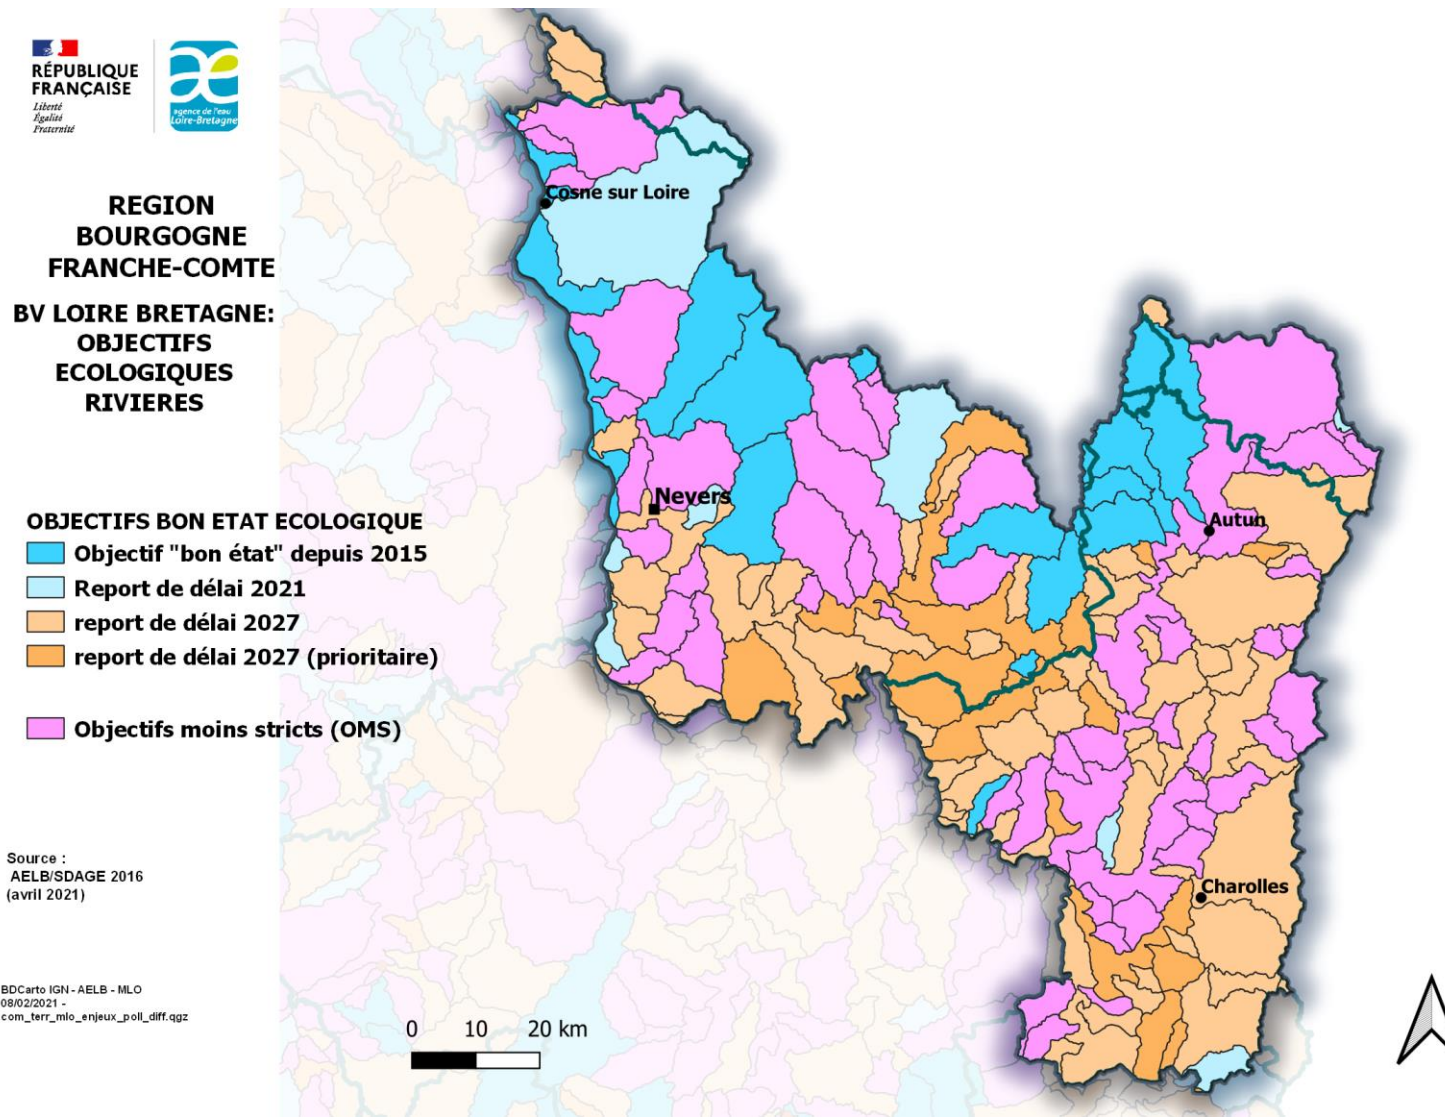 RÉPUBLIQUE
FRANÇAISE
Liberté
Égalité
Fraternité
agence de l'eau
Loire-Bretagne
REGION
BOURGOGNE
FRANCHE-COMTE
BV LOIRE BRETAGNE:
OBJECTIFS
ECOLOGIQUES
RIVIERES
OBJECTIFS BON ETAT ECOLOGIQUE
Objectif "bon état" depuis 2015
Report de délai 2021
report de délai 2027
report de délai 2027 (prioritaire)
Objectifs moins stricts (OMS)
Source :
AELB/SDAGE 2016
(avril 2021)
BDCarto IGN - AELB - MLO
08/02/2021 -
com_terr_mlo_enjeux_poll_diff.qgz
Cosne sur Loire
Nevers
Autun
Charolles
0 10 20 km